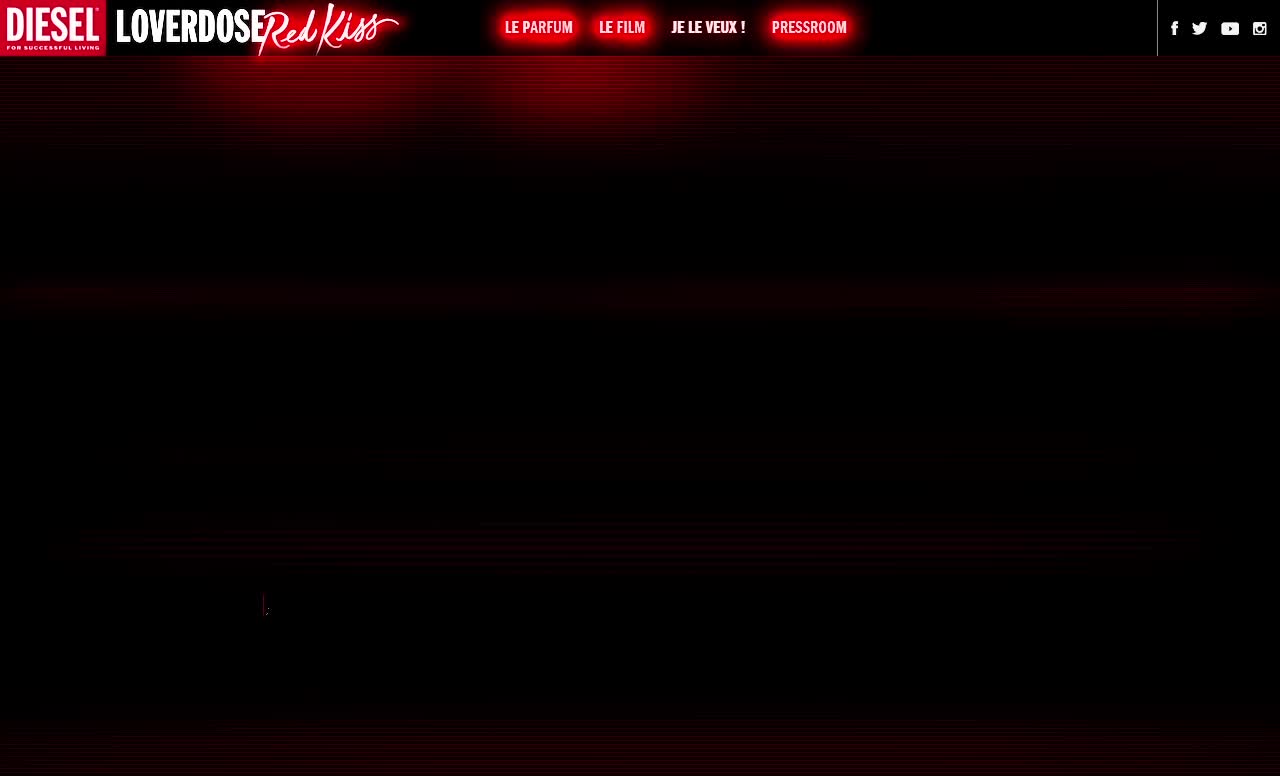 DIESEL
FOR SUCCESSFUL LIVING
LOVERDOSE Red Kiss
LE PARFUM
LE FILM
JE LE VEUX !
PRESSROOM